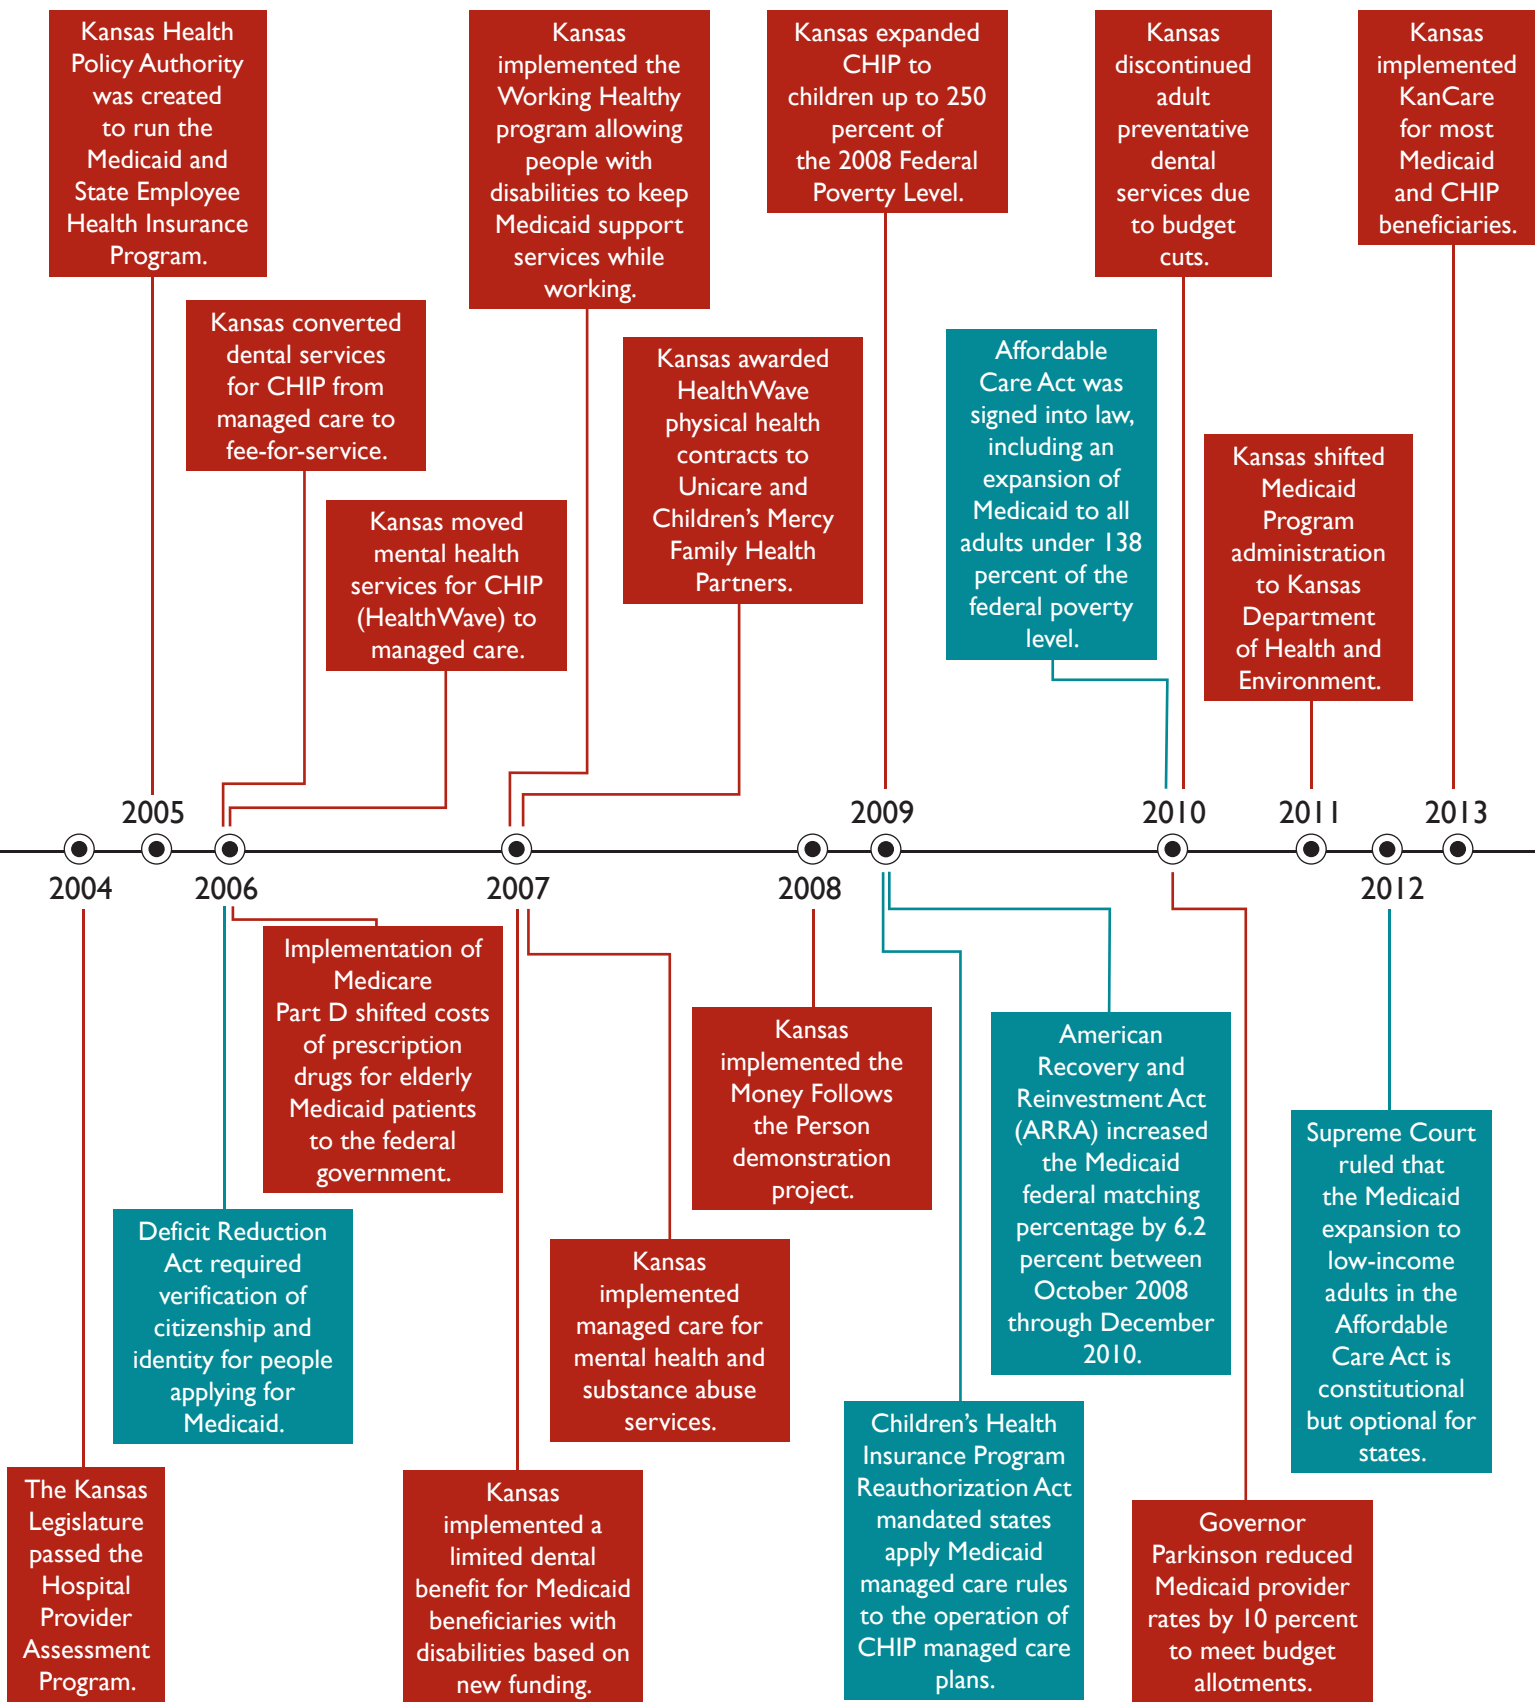 Kansas Health
Policy Authority
was created
to run the
Medicaid and
State Employee
Health Insurance
Program.
Kansas converted
dental services
for CHIP from
managed care to
fee-for-service.
Kansas moved
mental health
services for CHIP
(HealthWave) to
managed care.
Kansas
implemented the
Working Healthy
program allowing
people with
disabilities to keep
Medicaid support
services while
working.
Kansas awarded
HealthWave
physical health
contracts to
Unicare and
Children’s Mercy
Family Health
Partners.
Kansas expanded
CHIP to
children up to 250
percent of
the 2008 Federal
Poverty Level.
Affordable
Care Act was
signed into law,
including an
expansion of
Medicaid to all
adults under 138
percent of the
federal poverty
level.
Kansas
discontinued
adult
preventative
dental
services due
to budget
cuts.
Kansas shifted
Medicaid
Program
administration
to Kansas
Department
of Health and
Environment.
Kansas
implemented
KanCare
for most
Medicaid
and CHIP
beneficiaries.
2005
2009
2010
2011
2013
2004
2006
2007
2008
2012
The Kansas
Legislature
passed the
Hospital
Provider
Assessment
Program.
Deficit Reduction
Act required
verification of
citizenship and
identity for people
applying for
Medicaid.
Implementation of
Medicare
Part D shifted costs
of prescription
drugs for elderly
Medicaid patients
to the federal
government.
Kansas
implemented a
limited dental
benefit for Medicaid
beneficiaries with
disabilities based on
new funding.
Kansas
implemented
managed care for
mental health and
substance abuse
services.
Kansas
implemented the
Money Follows
the Person
demonstration
project.
Children’s Health
Insurance Program
Reauthorization Act
mandated states
apply Medicaid
managed care rules
to the operation of
CHIP managed care
plans.
American
Recovery and
Reinvestment Act
(ARRA) increased
the Medicaid
federal matching
percentage by 6.2
percent between
October 2008
through December
2010.
Governor
Parkinson reduced
Medicaid provider
rates by 10 percent
to meet budget
allotments.
Supreme Court
ruled that
the Medicaid
expansion to
low-income
adults in the
Affordable
Care Act is
constitutional
but optional for
states.